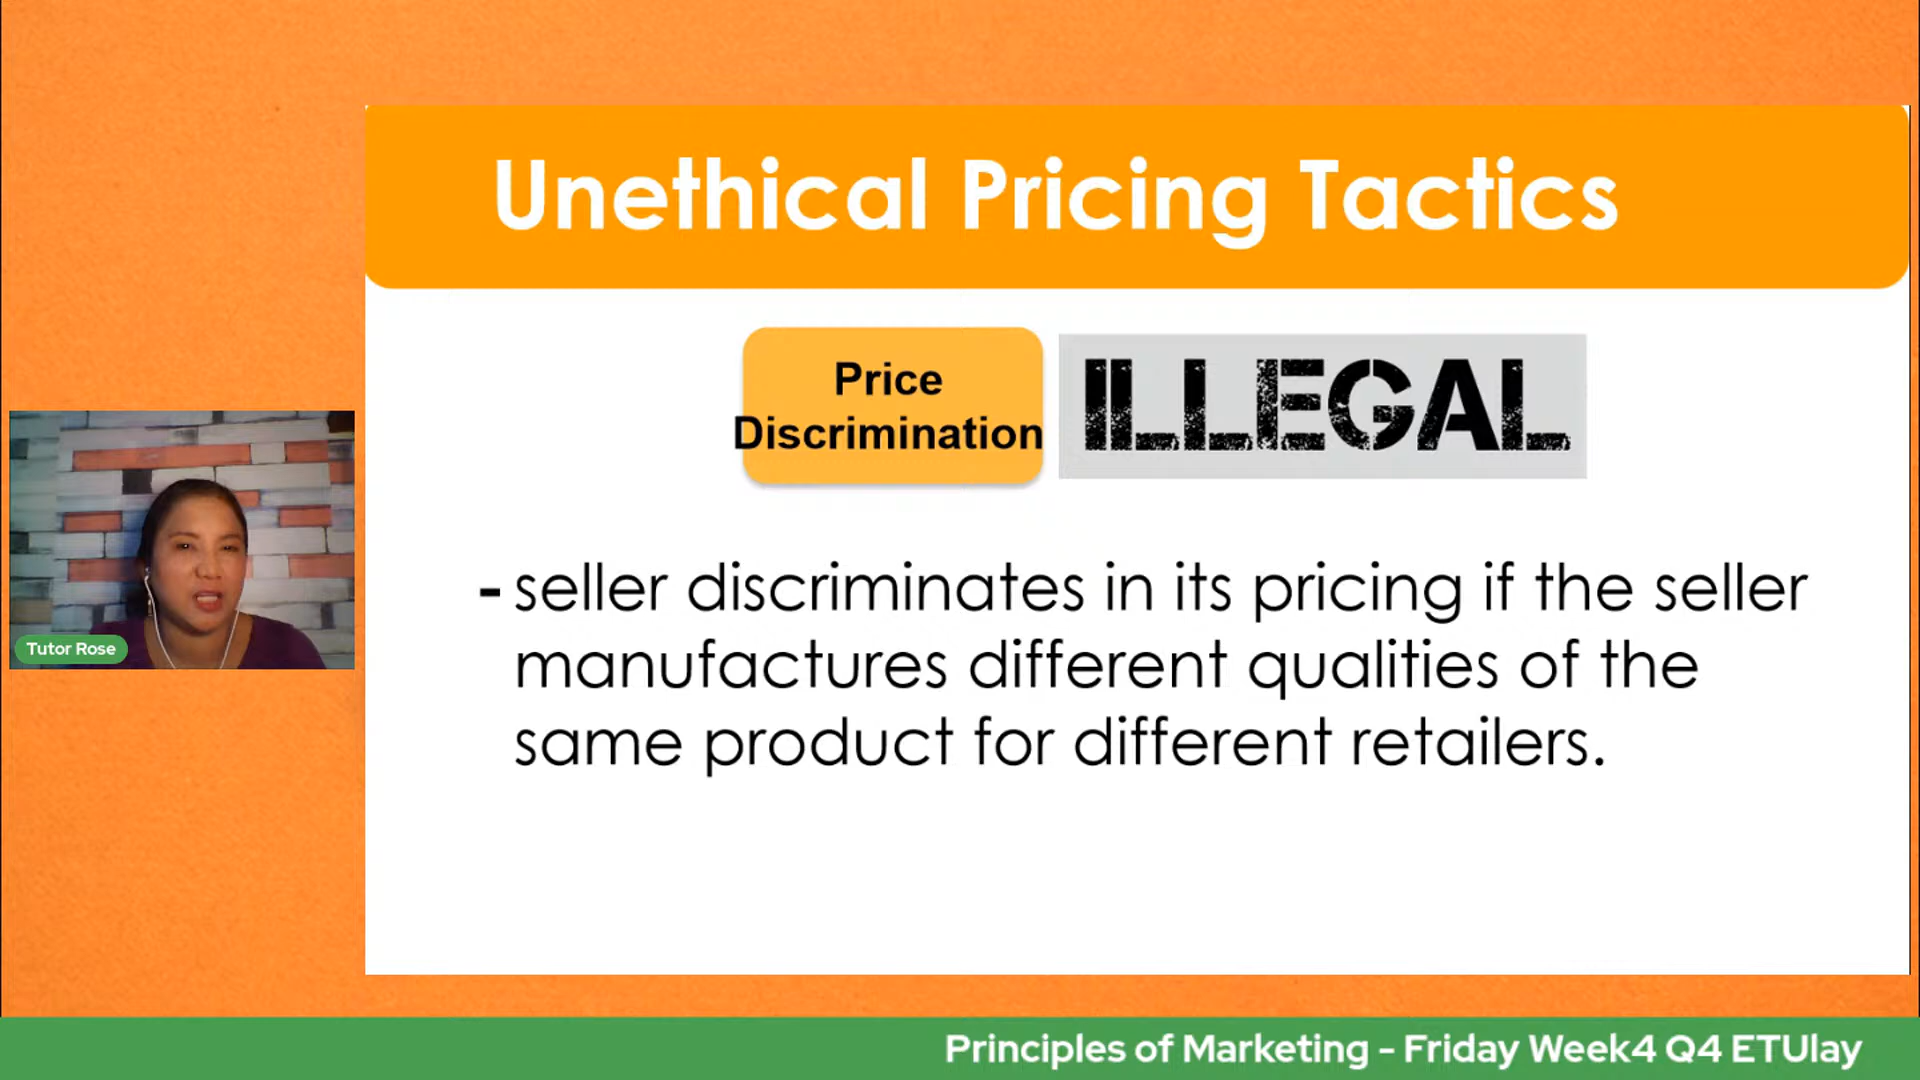 Unethical Pricing Tactics
Price
Discrimination
ILLEGAL
- seller discriminates in its pricing if the seller
manufactures different qualities of the
same product for different retailers.
Tutor Rose
Principles of Marketing - Friday Week4 Q4 ETUlay